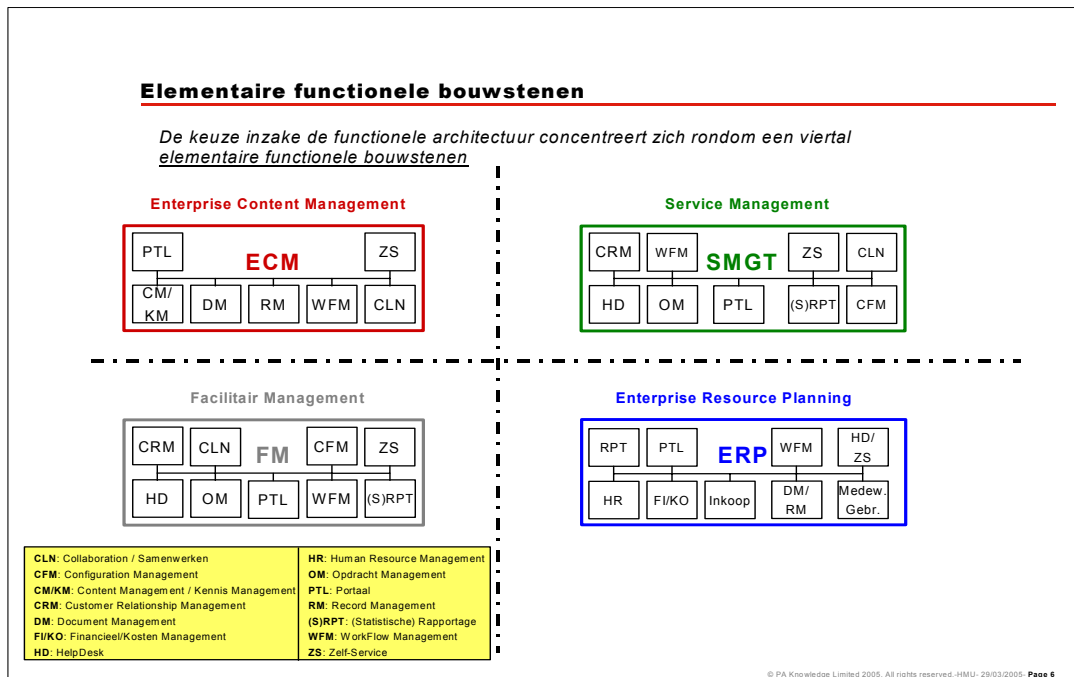 Elementaire functionele bouwstenen
De keuze inzake de functionele architectuur concentreert zich rondom een viertal
elementaire functionele bouwstenen
Enterprise Content Management
PTL
ECM
ZS
CM/
KM
DM
RM
WFM
CLN
Service Management
CRM
WFM
SMGT
ZS
CLN
HD
OM
PTL
(S)RPT
CFM
Facilitair Management
CRM
CLN
FM
CFM
ZS
HD
OM
PTL
WFM
(S)RPT
Enterprise Resource Planning
RPT
PTL
ERP
WFM
HD/
ZS
HR
FI/KO
Inkoop
DM/
RM
Medew.
Gebr.
CLN: Collaboration / Samenwerken
CFM: Configuration Management
CM/KM: Content Management / Kennis Management
CRM: Customer Relationship Management
DM: Document Management
FI/KO: Financieel/Kosten Management
HD: HelpDesk
HR: Human Resource Management
OM: Opdracht Management
PTL: Portaal
RM: Record Management
(S)RPT: (Statistische) Rapportage
WFM: WorkFlow Management
ZS: Zelf-Service
© PA Knowledge Limited 2005. All rights reserved.-HMU- 29/03/2005- Page 6